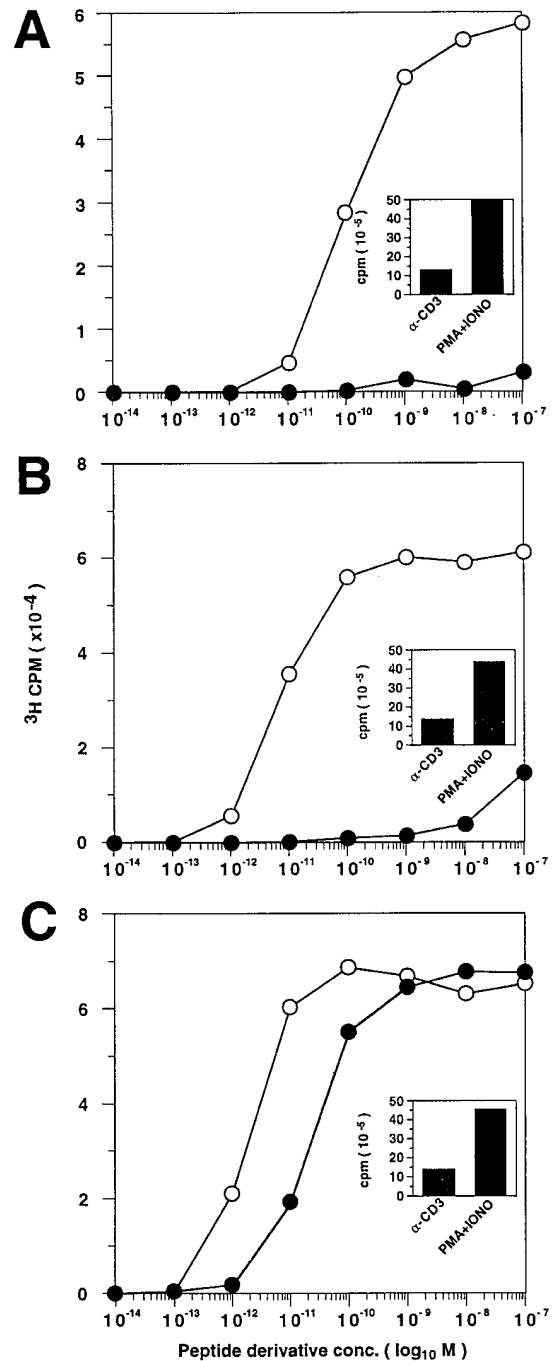 A
6
5
4
3
2
1
0
10-14 10-13 10-12 10-11 10-10 10-9 10-8 10-7
cpm ( 10-5 )
50
40
30
20
10
0
α-CD3
PMA+IONO
B
8
6
4
2
0
10-14 10-13 10-12 10-11 10-10 10-9 10-8 10-7
3H CPM ( x10-4 )
cpm ( 10-5 )
50
40
30
20
10
0
α-CD3
PMA+IONO
C
8
6
4
2
0
10-14 10-13 10-12 10-11 10-10 10-9 10-8 10-7
cpm ( 10-5 )
50
40
30
20
10
0
α-CD3
PMA+IONO
Peptide derivative conc. ( log10 M )